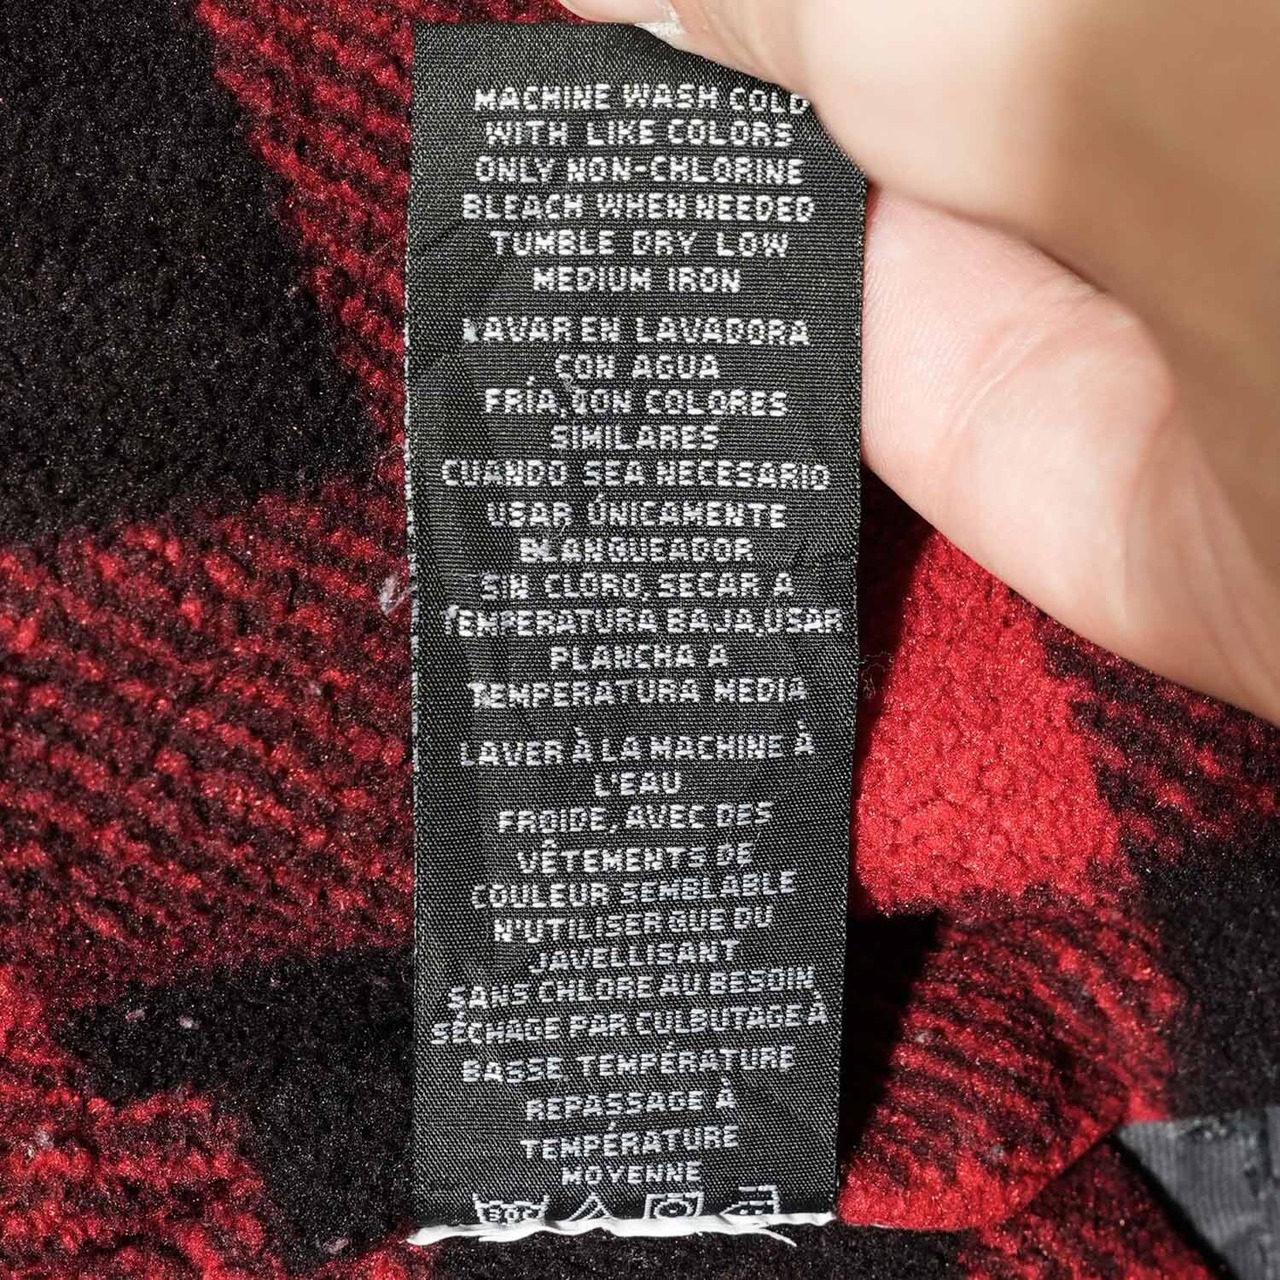 MACHINE WASH COLD
WITH LIKE COLORS
ONLY NON-CHLORINE
BLEACH WHEN NEEDED
TUMBLE DRY LOW
MEDIUM IRON
LAVAR EN LAVADORA
CON AGUA
FRÍA, CON COLORES
SIMILARES
CUANDO SEA NECESARIO
USAR ÚNICAMENTE
BLANQUEADOR
SIN CLORO, SECAR A
TEMPERATURA BAJA,USAR
PLANCHA A
TEMPERATURA MEDIA
LAVER À LA MACHINE À
L'EAU
FROIDE, AVEC DES
VÊTEMENTS DE
COULEUR SEMBLABLE
N'UTILISER QUE DU
JAVELLISANT
SANS CHLORE AU BESOIN
SÉCHAGE PAR CULBUTAGE À
BASSE TEMPÉRATURE
REPASSAGE À
TEMPÉRATURE
MOYENNE